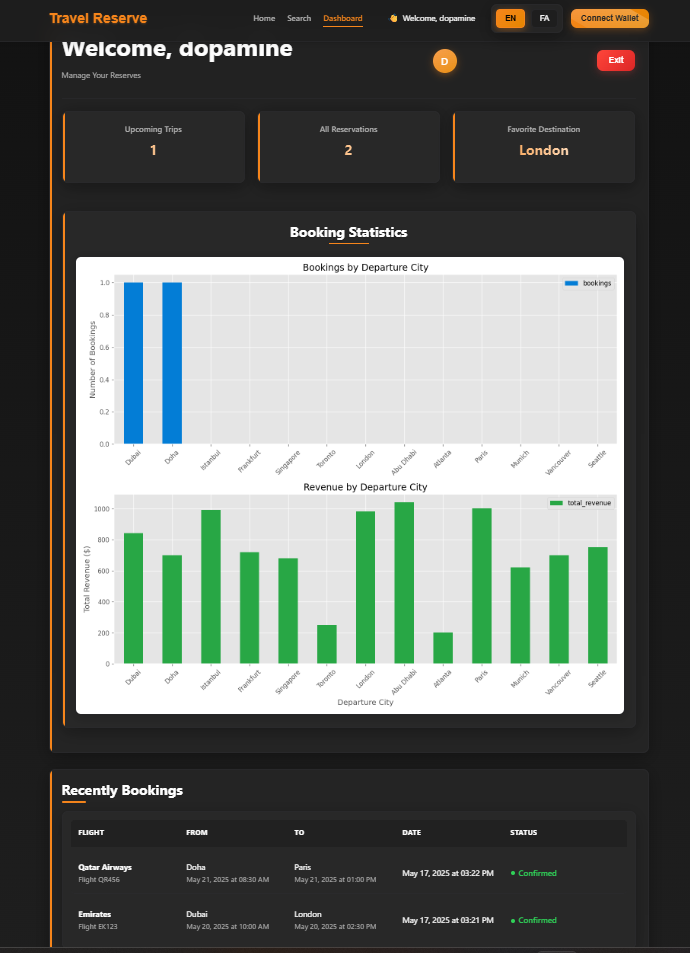 Travel Reserve
Home Search Dashboard 👋 Welcome, dopamine EN FA Connect Wallet
Welcome, dopamine
Manage Your Reserves
D
Exit
Upcoming Trips
1
All Reservations
2
Favorite Destination
London
Booking Statistics
Bookings by Departure City
bookings
Number of Bookings
1.0
0.8
0.6
0.4
0.2
0.0
Dubai Doha Istanbul Frankfurt Singapore Toronto London Abu Dhabi Atlanta Paris Munich Vancouver Seattle
Revenue by Departure City
total_revenue
Total Revenue ($)
1000
800
600
400
200
0
Dubai Doha Istanbul Frankfurt Singapore Toronto London Abu Dhabi Atlanta Paris Munich Vancouver Seattle
Departure City
Recently Bookings
FLIGHT FROM TO DATE STATUS
Qatar Airways Doha Paris May 17, 2025 at 03:22 PM ● Confirmed
Flight QR456 May 21, 2025 at 08:30 AM May 21, 2025 at 01:00 PM
Emirates Dubai London May 17, 2025 at 03:21 PM ● Confirmed
Flight EK123 May 20, 2025 at 10:00 AM May 20, 2025 at 02:30 PM